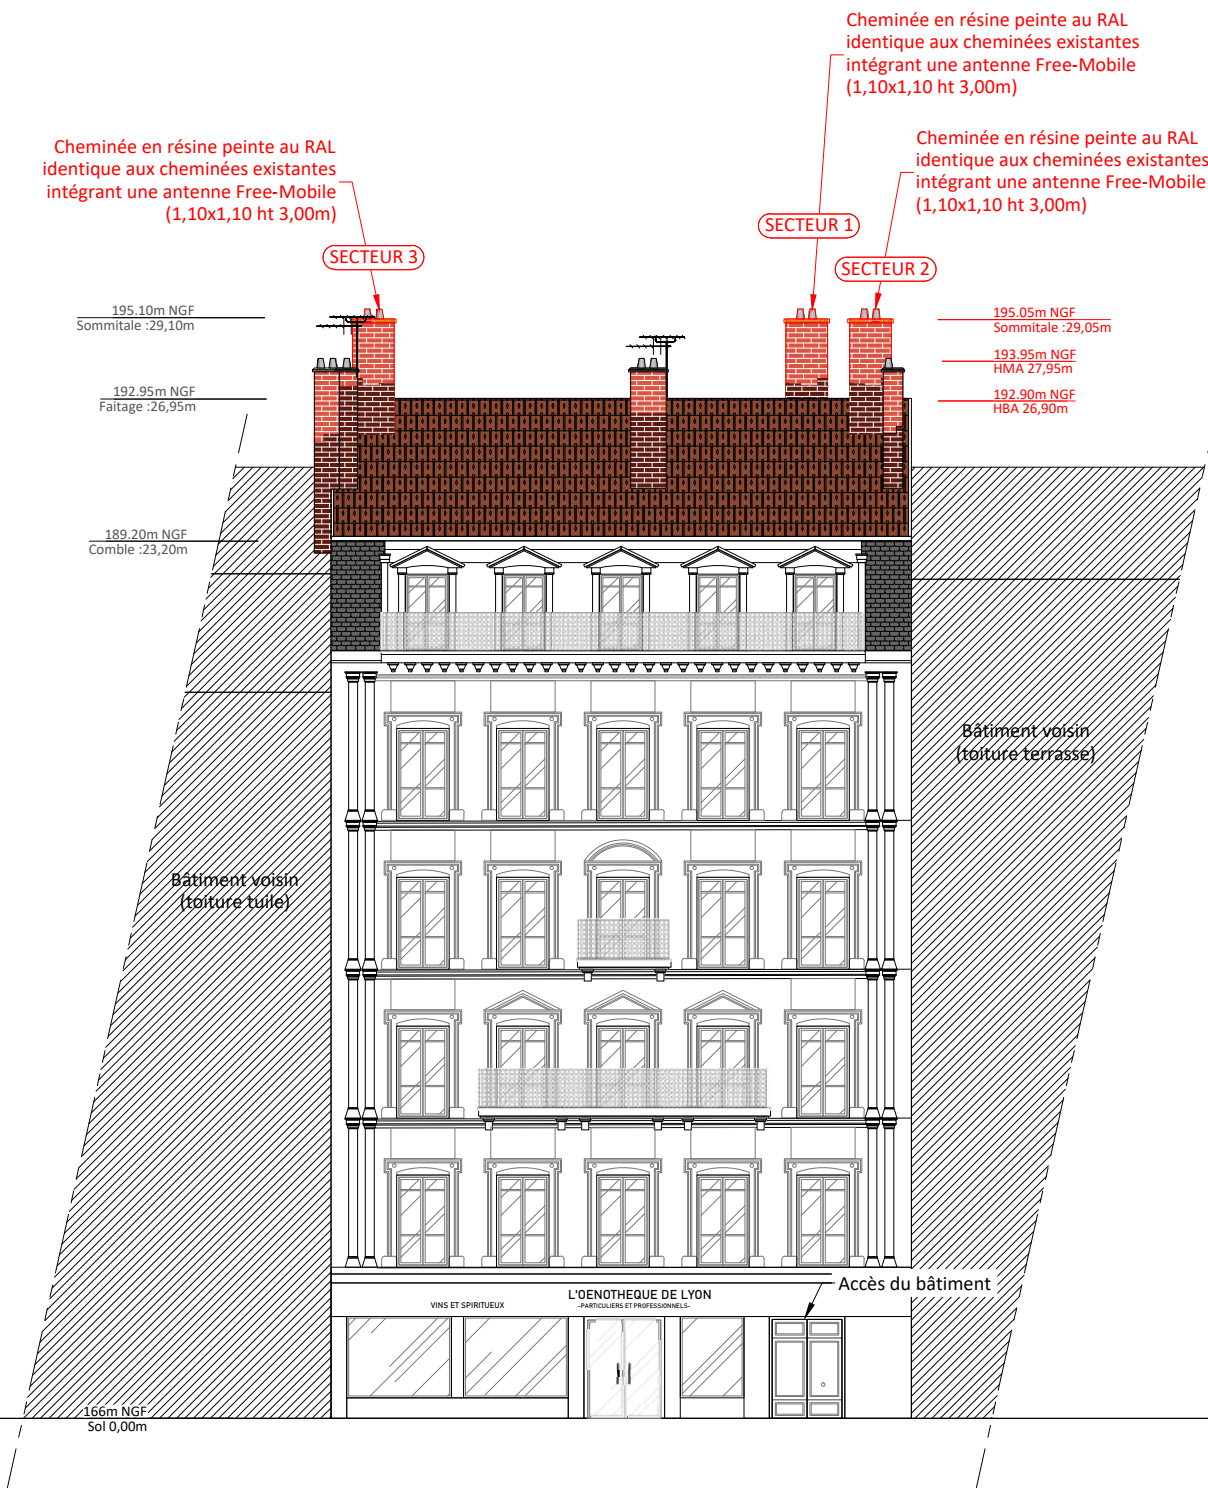 Cheminée en résine peinte au RAL
identique aux cheminées existantes
intégrant une antenne Free-Mobile
(1,10x1,10 ht 3,00m)
Cheminée en résine peinte au RAL
identique aux cheminées existantes
intégrant une antenne Free-Mobile
(1,10x1,10 ht 3,00m)
Cheminée en résine peinte au RAL
identique aux cheminées existantes
intégrant une antenne Free-Mobile
(1,10x1,10 ht 3,00m)
SECTEUR 1
SECTEUR 3
SECTEUR 2
195.10m NGF
Sommitale :29,10m
195.05m NGF
Sommitale :29,05m
193.95m NGF
HMA 27,95m
192.95m NGF
Faitage :26,95m
192.90m NGF
HBA 26,90m
189.20m NGF
Comble :23,20m
Bâtiment voisin
(toiture terrasse)
Bâtiment voisin
(toiture tuile)
Accès du bâtiment
L'OENOTHEQUE DE LYON
-PARTICULIERS ET PROFESSIONNELS-
VINS ET SPIRITUEUX
166m NGF
Sol 0,00m